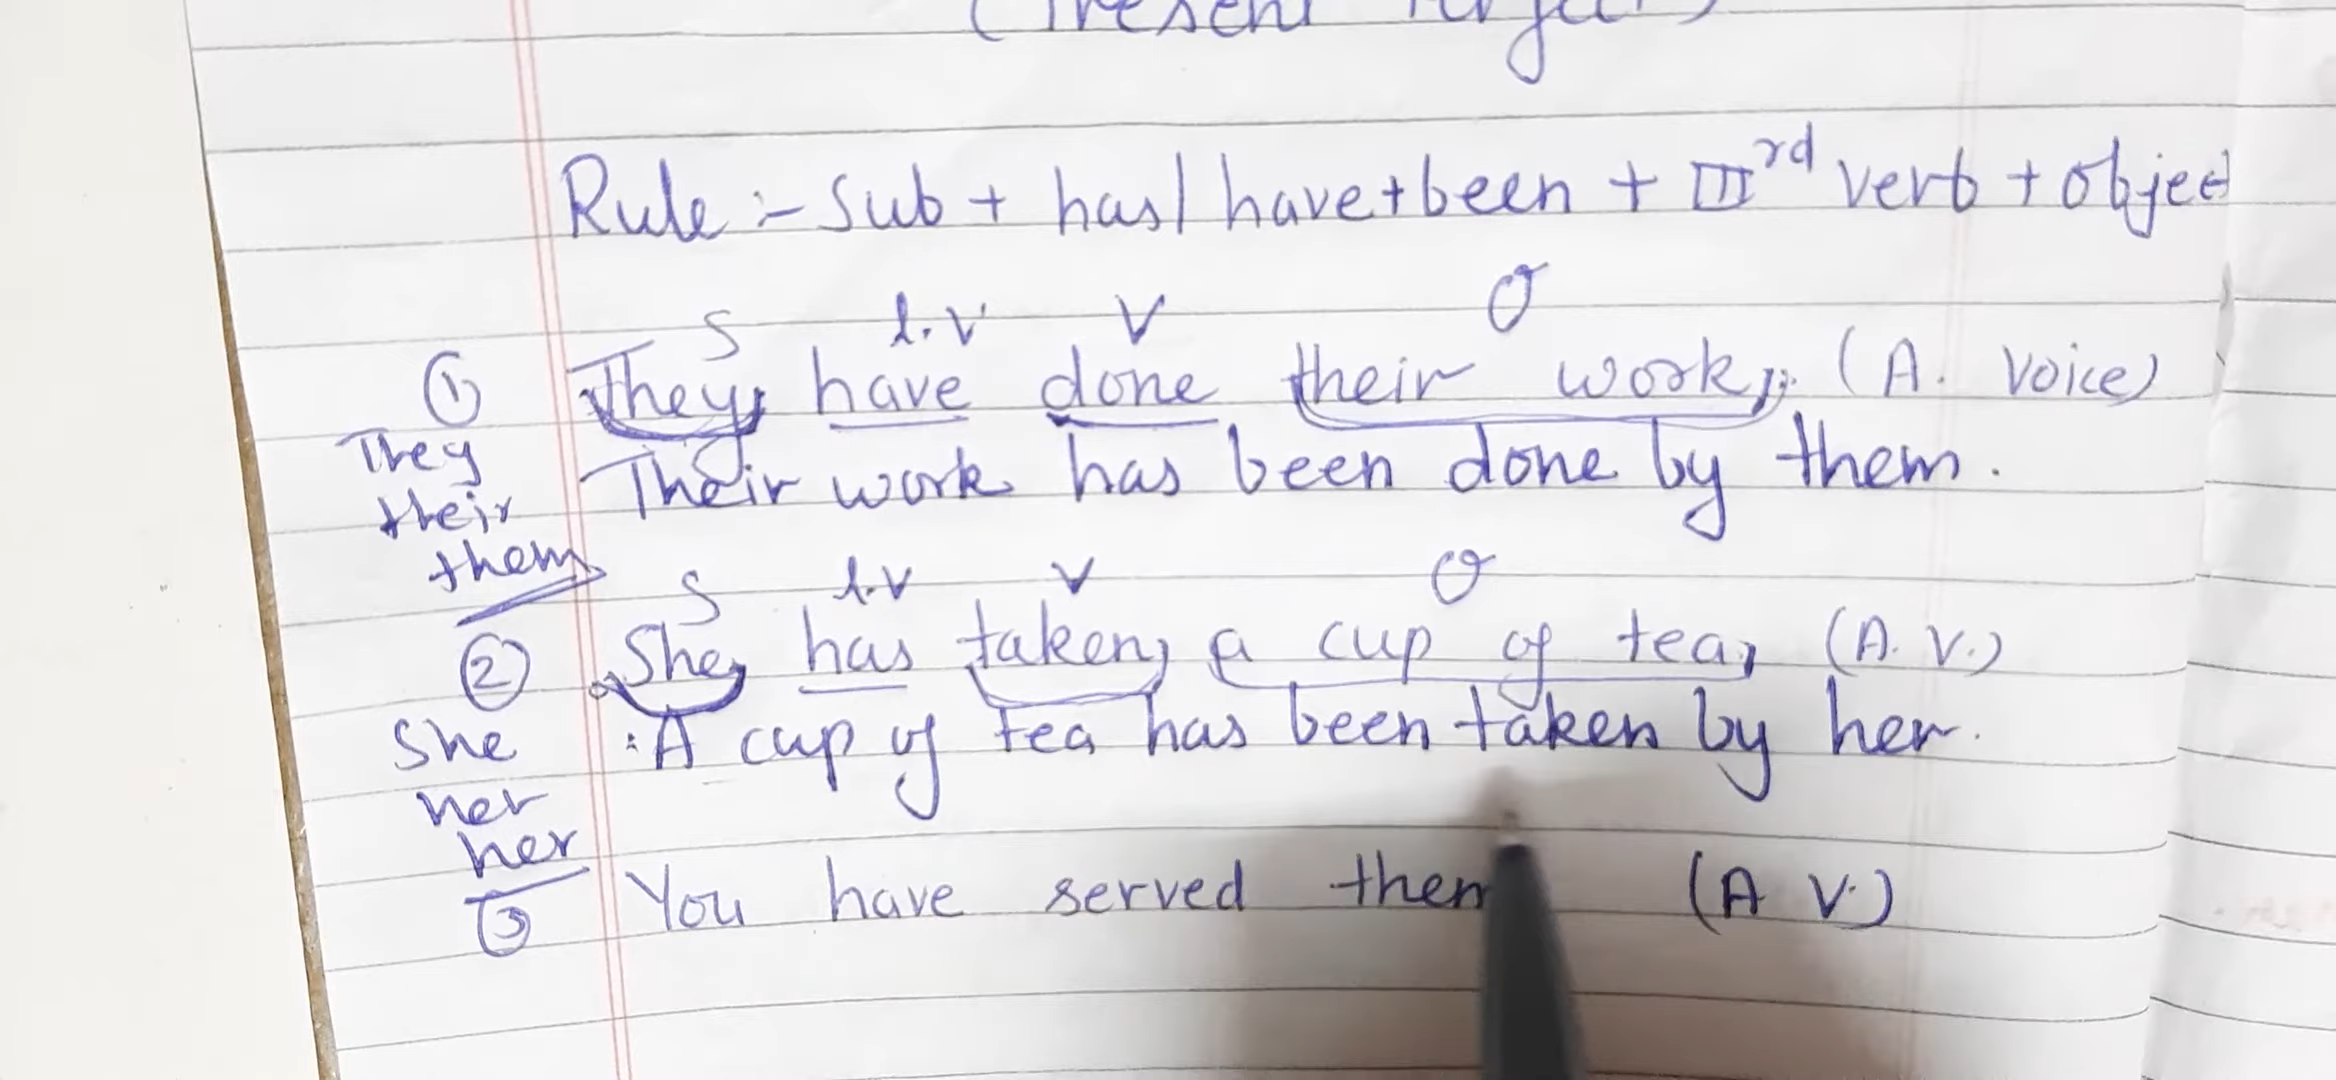 (Present Perfect)
Rule :- Sub + has/ have + been + IIIrd verb + object
S h.v V O
① They have done their work. (A. Voice)
They Their work has been done by them.
their
them
S h.v V O
② She has taken a cup of tea, (A. V.)
She : A cup of tea has been taken by her.
her
her
③ You have served them (A V.)